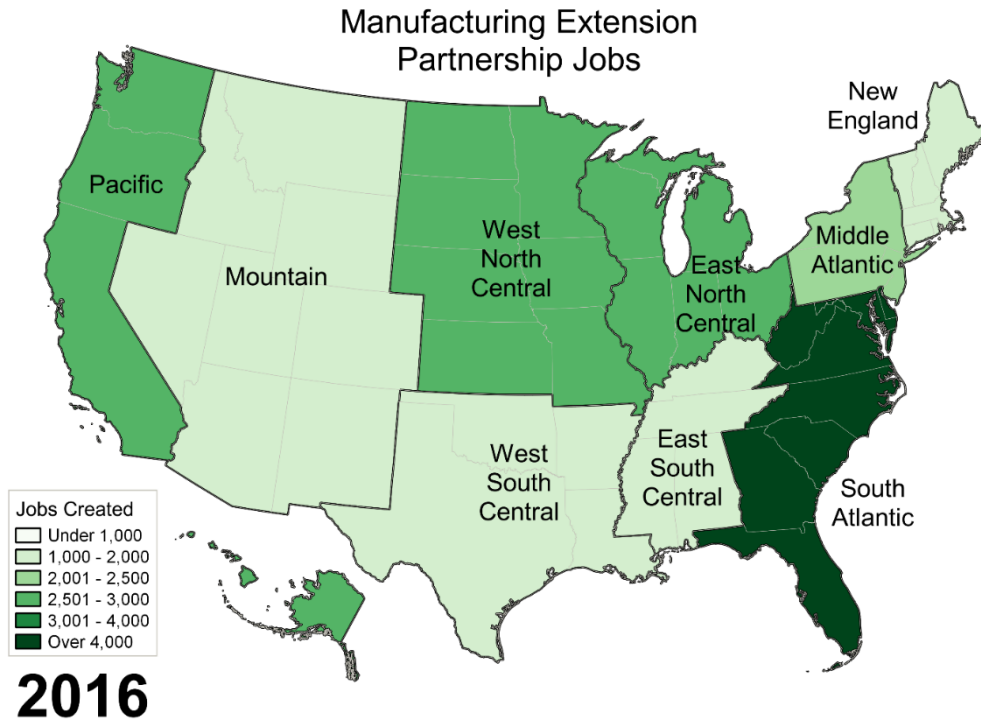 Manufacturing Extension
Partnership Jobs
New
England
Pacific
West
North
Central
Middle
Atlantic
Mountain
East
North
Central
West
South
Central
East
South
Central
South
Atlantic
Jobs Created
Under 1,000
1,000 - 2,000
2,001 - 2,500
2,501 - 3,000
3,001 - 4,000
Over 4,000
2016